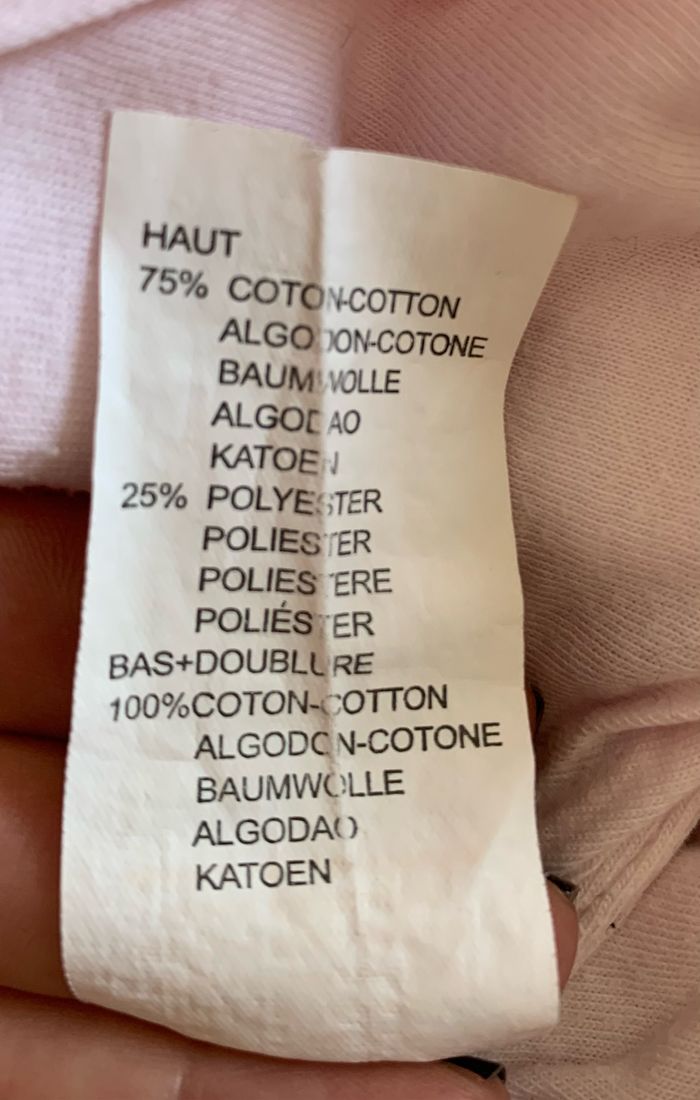 HAUT
75% COTON-COTTON
ALGODON-COTONE
BAUMWOLLE
ALGODAO
KATOEN
25% POLYESTER
POLIESTER
POLIESTERE
POLIÉSTER
BAS+DOUBLURE
100%COTON-COTTON
ALGODON-COTONE
BAUMWOLLE
ALGODAO
KATOEN